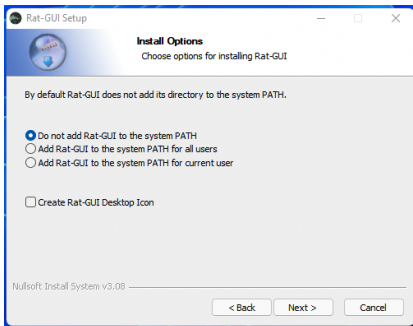 Rat-GUI Setup
Install Options
Choose options for installing Rat-GUI
By default Rat-GUI does not add its directory to the system PATH.
Do not add Rat-GUI to the system PATH
Add Rat-GUI to the system PATH for all users
Add Rat-GUI to the system PATH for current user
Create Rat-GUI Desktop Icon
Nullsoft Install System v3.08
< Back
Next >
Cancel